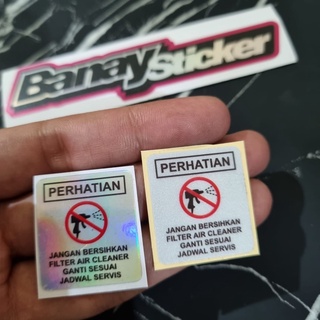 Banaysticker
PERHATIAN
JANGAN BERSIHKAN
FILTER AIR CLEANER
GANTI SESUAI
JADWAL SERVIS
PERHATIAN
JANGAN BERSIHKAN
FILTER AIR CLEANER
GANTI SESUAI
JADWAL SERVIS